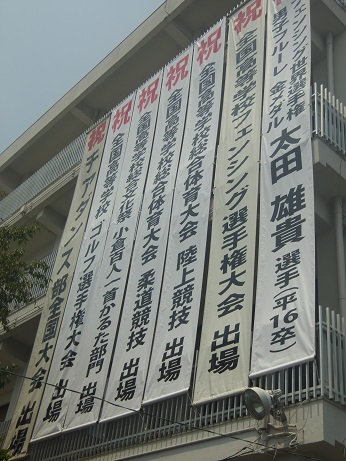 フェンシング世界選手権
男子フルーレ 金メダル
太田 雄貴 選手(平16卒)
祝 全国高等学校フェンシング選手権大会 出場
祝 全国高等学校総合体育大会 陸上競技 出場
祝 全国高等学校総合体育大会 柔道競技 出場
祝 全国高等学校総合文化祭 小倉百人一首かるた部門 出場
祝 全国高等学校 ゴルフ選手権大会 出場
祝 チアダンス部全国大会 出場